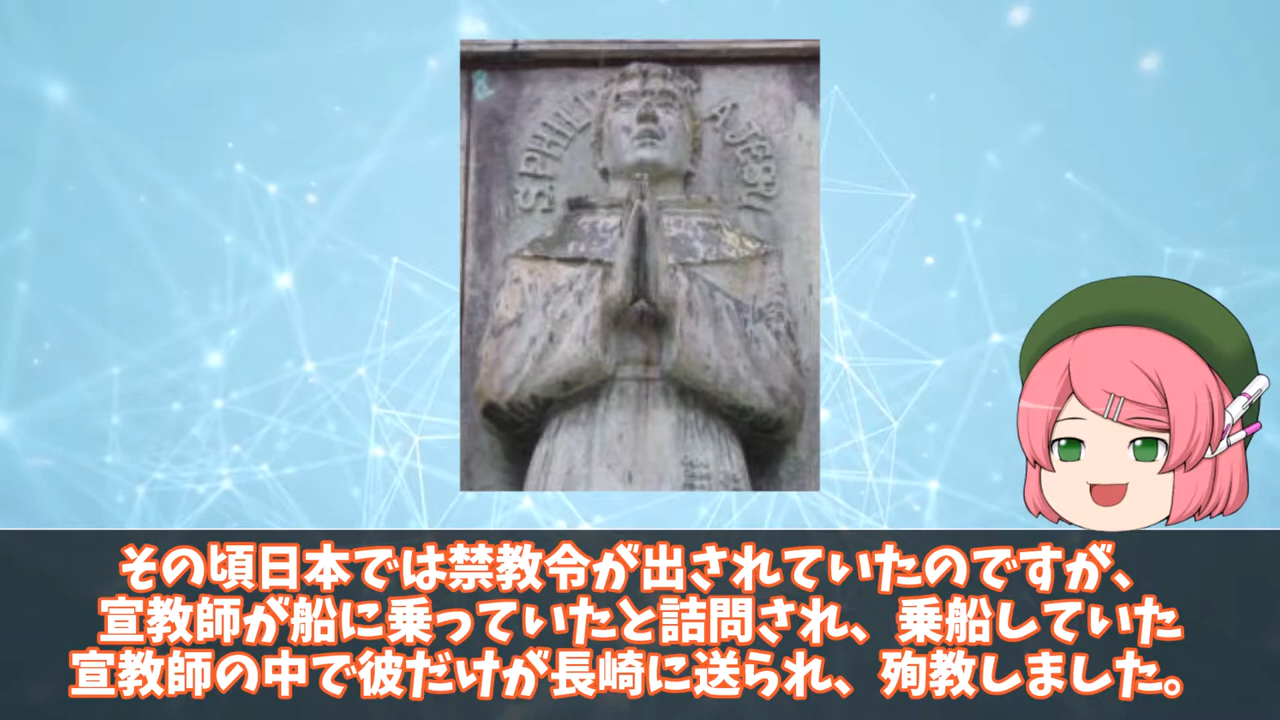 S.PHILI
A JESU
その頃日本では禁教令が出されていたのですが、
宣教師が船に乗っていたと詰問され、乗船していた
宣教師の中で彼だけが長崎に送られ、殉教しました。